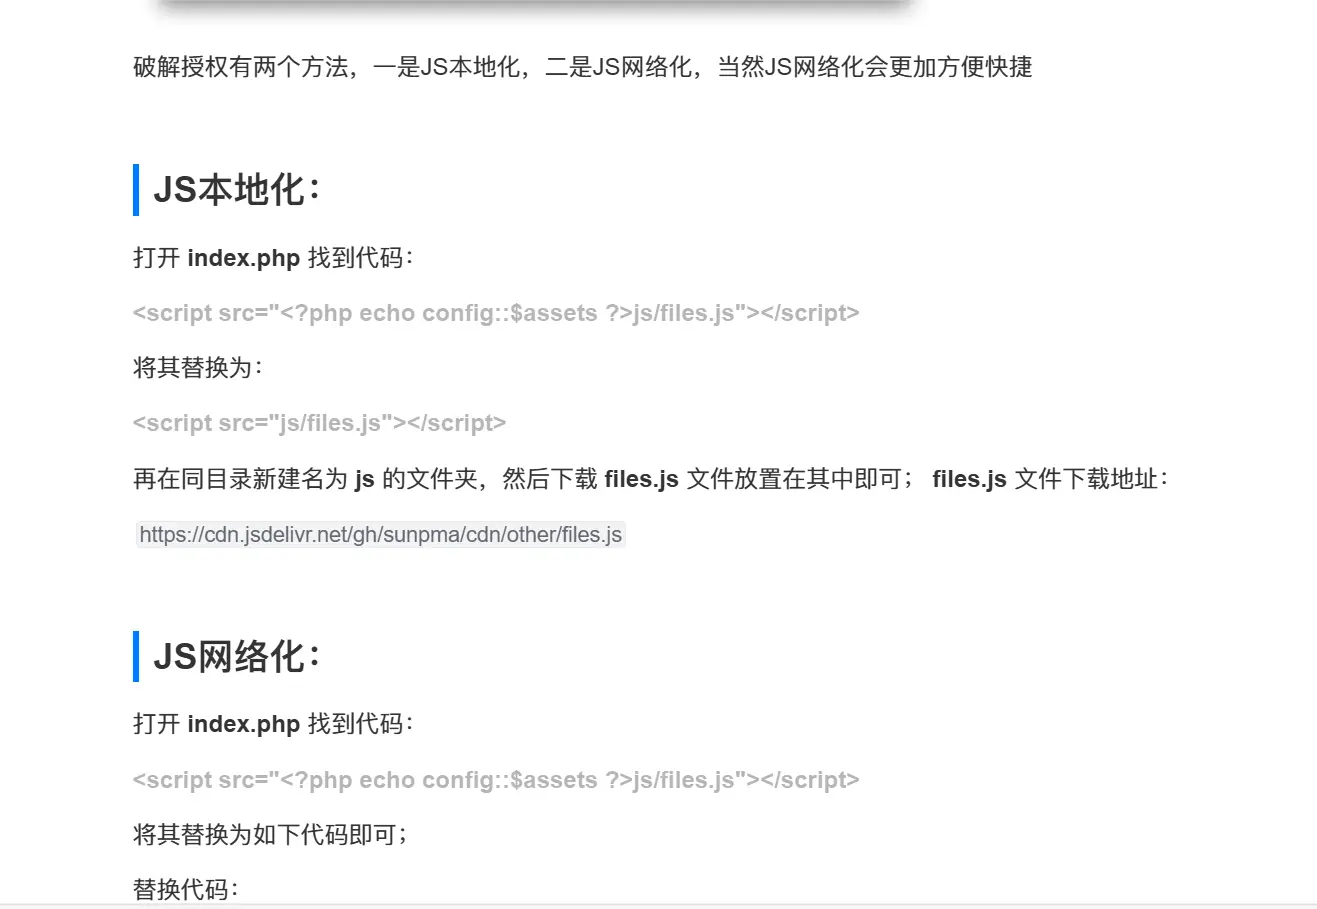 破解授权有两个方法，一是JS本地化，二是JS网络化，当然JS网络化会更加方便快捷
JS本地化：
打开 index.php 找到代码：
<script src="<?php echo config::$assets ?>js/files.js"></script>
将其替换为：
<script src="js/files.js"></script>
再在同目录新建名为 js 的文件夹，然后下载 files.js 文件放置在其中即可； files.js 文件下载地址：
https://cdn.jsdelivr.net/gh/sunpma/cdn/other/files.js
JS网络化：
打开 index.php 找到代码：
<script src="<?php echo config::$assets ?>js/files.js"></script>
将其替换为如下代码即可；
替换代码：